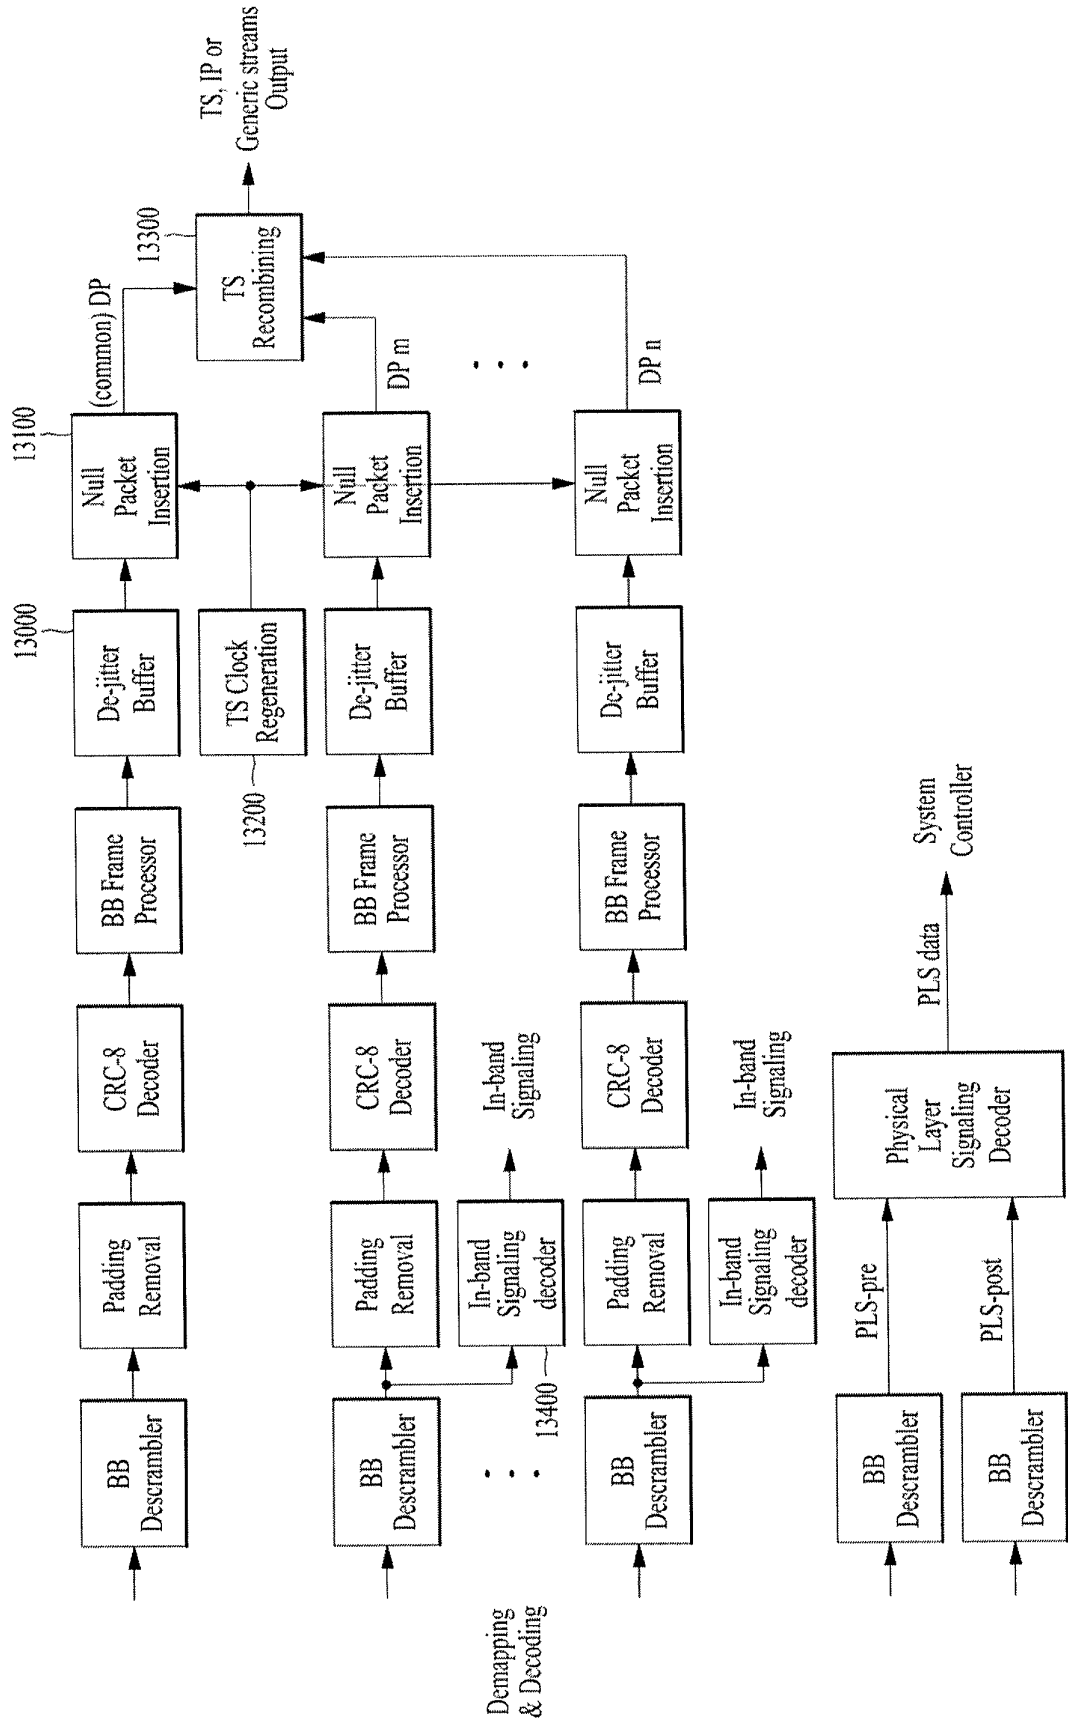 Demapping
& Decoding
BB
Descrambler
Padding
Removal
CRC-8
Decoder
BB Frame
Processor
De-jitter
Buffer
13000
Null
Packet
Insertion
13100
(common) DP
TS Clock
Regeneration
13200
TS
Recombining
13300
TS, IP or
Generic streams
Output
BB
Descrambler
Padding
Removal
CRC-8
Decoder
BB Frame
Processor
De-jitter
Buffer
Null
Packet
Insertion
DP m
In-band
Signaling
decoder
13400
In-band
Signaling
BB
Descrambler
Padding
Removal
CRC-8
Decoder
BB Frame
Processor
De-jitter
Buffer
Null
Packet
Insertion
DP n
In-band
Signaling
decoder
In-band
Signaling
BB
Descrambler
PLS-pre
BB
Descrambler
PLS-post
Physical
Layer
Signaling
Decoder
PLS data
System
Controller